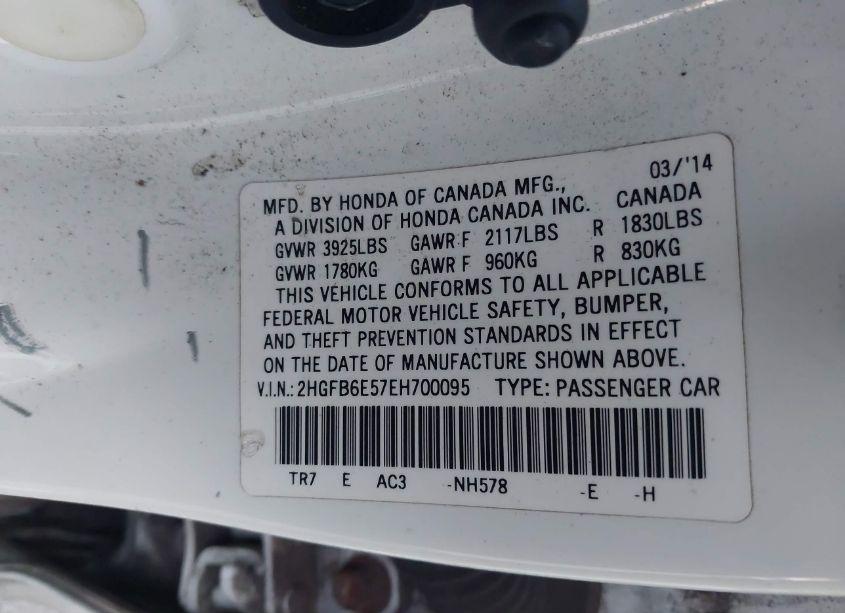 03/'14
MFD. BY HONDA OF CANADA MFG., CANADA
A DIVISION OF HONDA CANADA INC.
GVWR 3925LBS GAWR F 2117LBS R 1830LBS
GVWR 1780KG GAWR F 960KG R 830KG
THIS VEHICLE CONFORMS TO ALL APPLICABLE
FEDERAL MOTOR VEHICLE SAFETY, BUMPER,
AND THEFT PREVENTION STANDARDS IN EFFECT
ON THE DATE OF MANUFACTURE SHOWN ABOVE.
V.I.N.: 2HGFB6E57EH700095 TYPE: PASSENGER CAR
TR7 E AC3 -NH578 -E -H